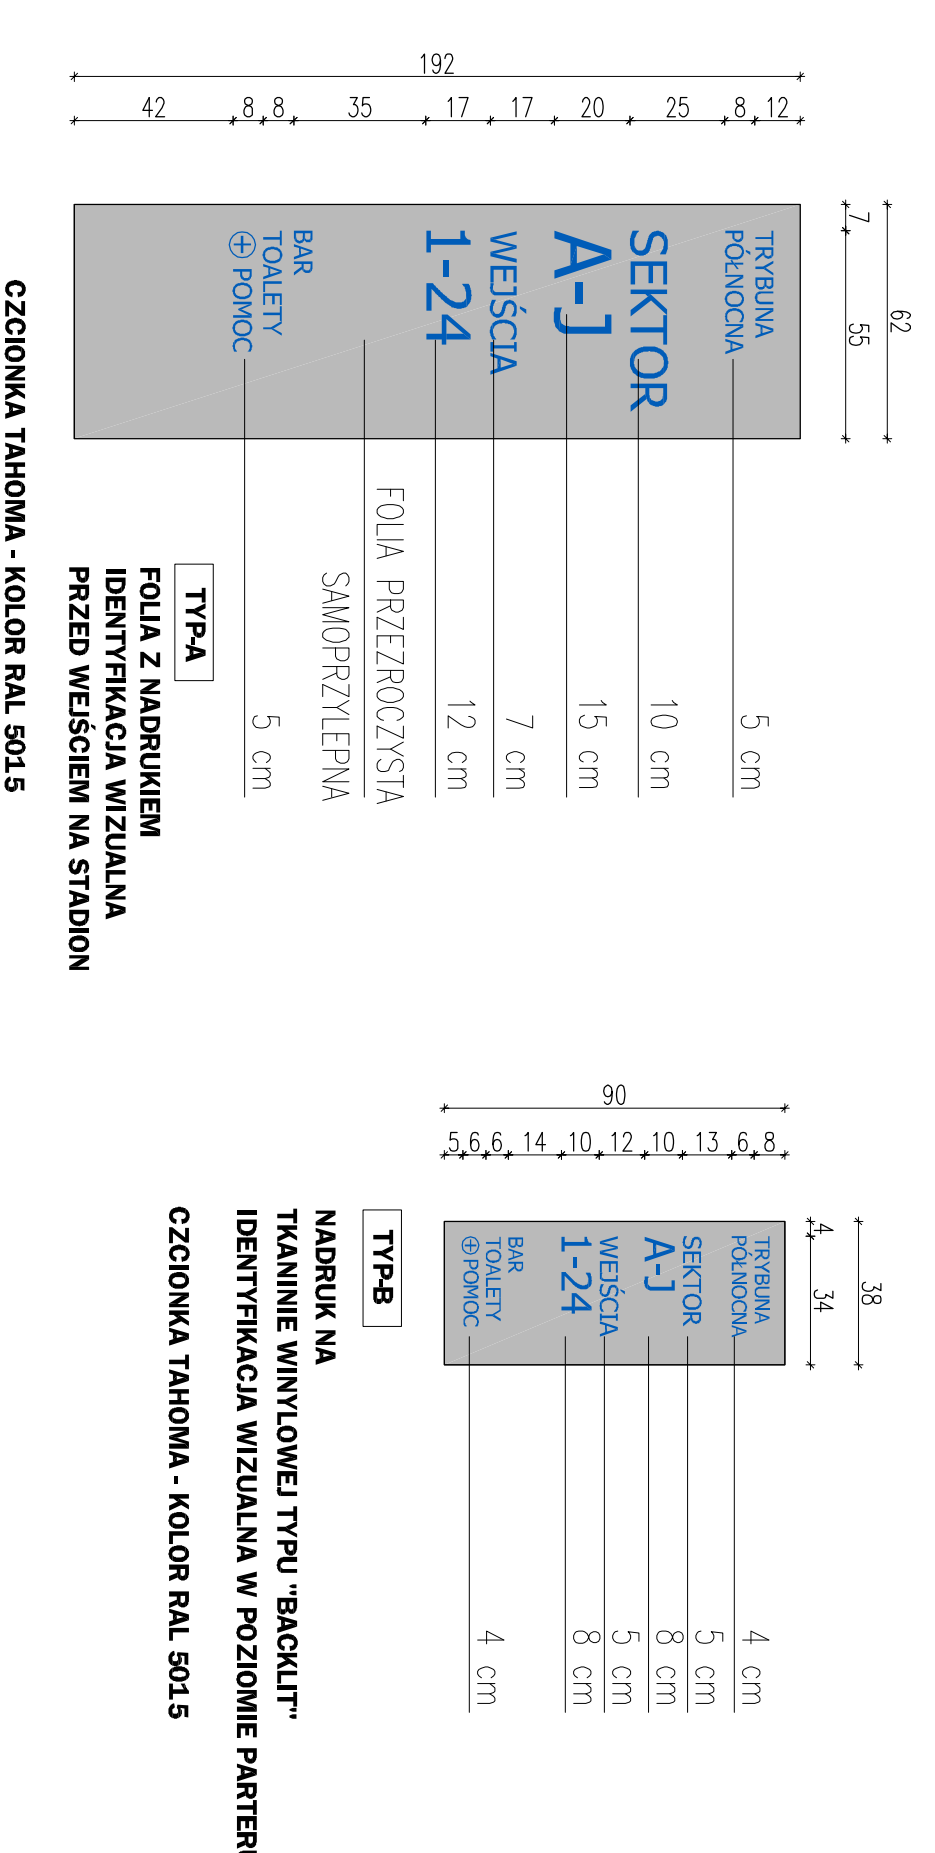 192
42 8 8 35 17 17 20 25 8 12
62
7 55
TRYBUNA
PÓŁNOCNA
SEKTOR
A-J
WEJŚCIA
1-24
BAR
TOALETY
POMOC
5 cm
10 cm
15 cm
7 cm
12 cm
FOLIA PRZEZROCZYSTA
SAMOPRZYLEPNA
5 cm
TYP-A
FOLIA Z NADRUKIEM
IDENTYFIKACJA WIZUALNA
PRZED WEJŚCIEM NA STADION
CZCIONKA TAHOMA - KOLOR RAL 5015
90
5 6 6 14 10 12 10 13 6 8
38
4 34
TRYBUNA
PÓŁNOCNA
SEKTOR
A-J
WEJŚCIA
1-24
BAR
TOALETY
POMOC
4 cm
5 cm
8 cm
5 cm
8 cm
4 cm
TYP-B
NADRUK NA
TKANINIE WINYLOWEJ TYPU "BACKLIT"
IDENTYFIKACJA WIZUALNA W POZIOMIE PARTERU
CZCIONKA TAHOMA - KOLOR RAL 5015